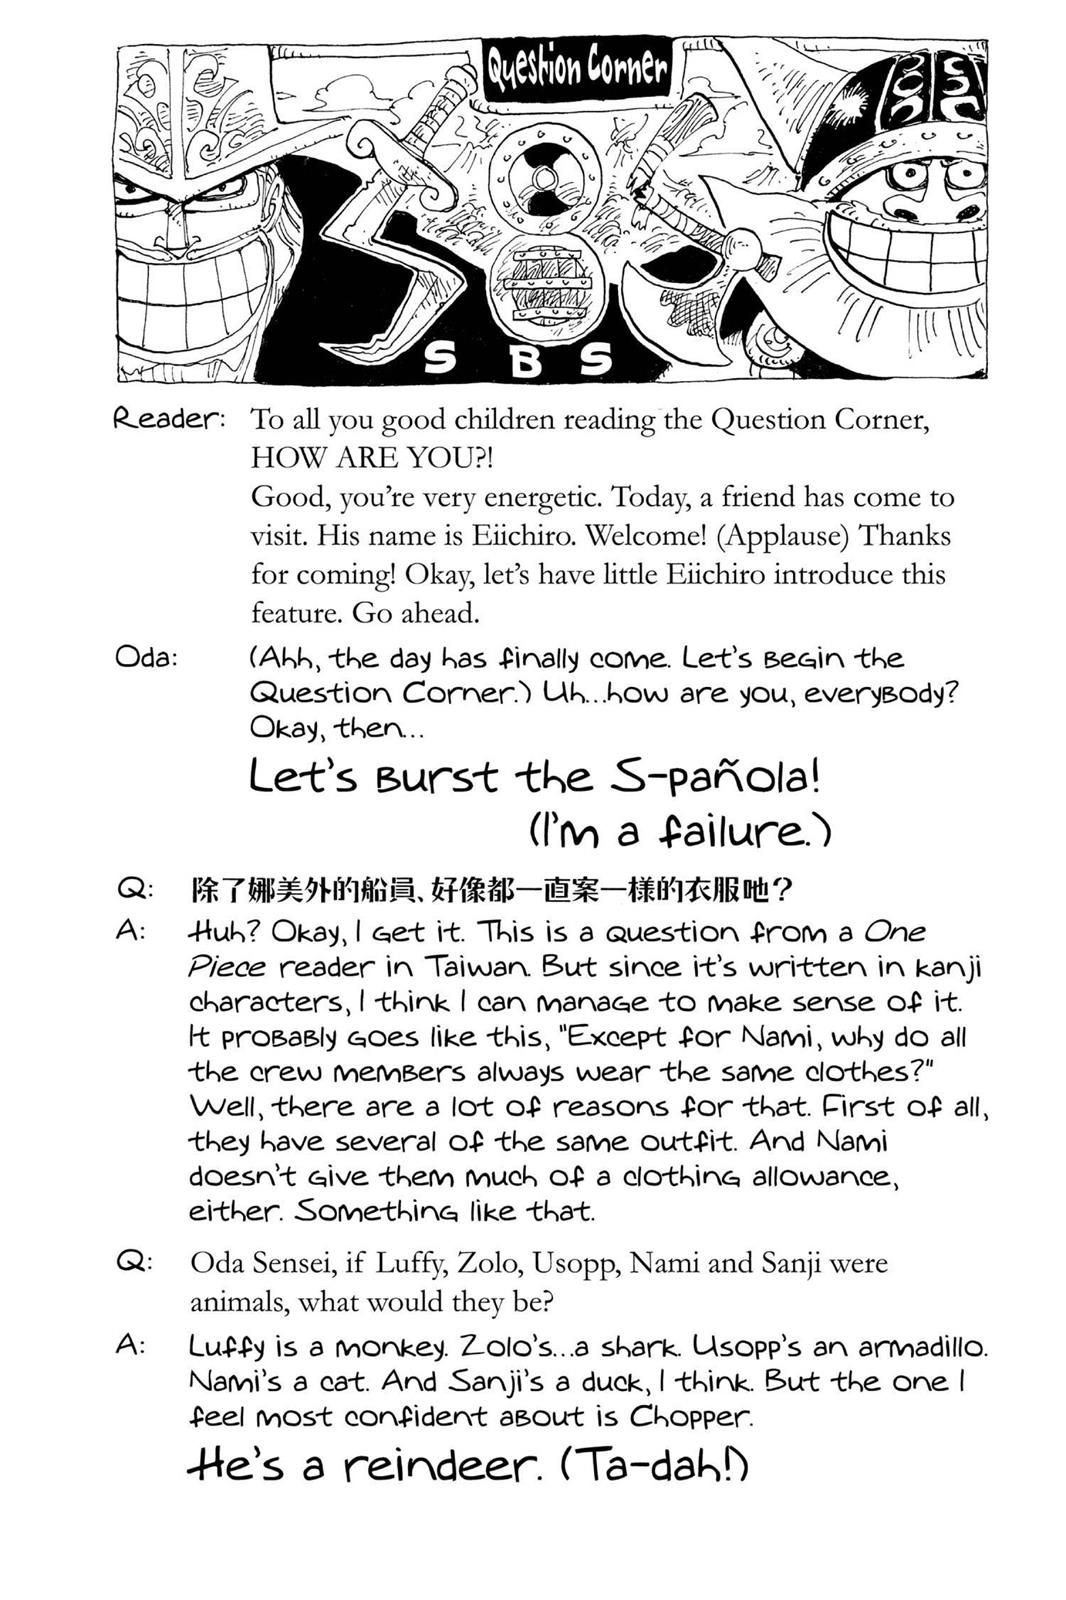 Question Corner
S B S
Reader: To all you good children reading the Question Corner,
HOW ARE YOU?!
Good, you're very energetic. Today, a friend has come to
visit. His name is Eiichiro. Welcome! (Applause) Thanks
for coming! Okay, let's have little Eiichiro introduce this
feature. Go ahead.
Oda: (Ahh, the day has finally come. Let's begin the
Question Corner.) Uh...how are you, everybody?
Okay, then...
Let's burst the S-pañola!
(I'm a failure.)
Q: 除了娜美外的船員、好像都一直案一樣的衣服吔？
A: Huh? Okay, I get it. This is a question from a One
Piece reader in Taiwan. But since it's written in kanji
characters, I think I can manage to make sense of it.
It probably goes like this, "Except for Nami, why do all
the crew members always wear the same clothes?"
Well, there are a lot of reasons for that. First of all,
they have several of the same outfit. And Nami
doesn't give them much of a clothing allowance,
either. Something like that.
Q: Oda Sensei, if Luffy, Zolo, Usopp, Nami and Sanji were
animals, what would they be?
A: Luffy is a monkey. Zolo's...a shark. Usopp's an armadillo.
Nami's a cat. And Sanji's a duck, I think. But the one I
feel most confident about is Chopper.
He's a reindeer. (Ta-dah!)